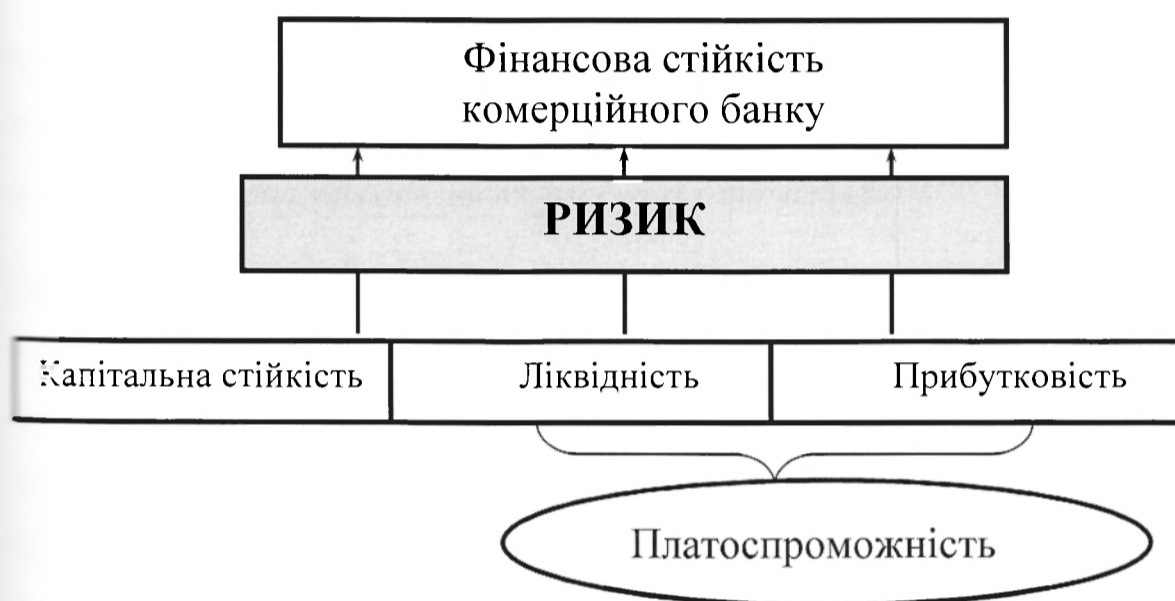 Фінансова стійкість
комерційного банку
РИЗИК
Капітальна стійкість
Ліквідність
Прибутковість
Платоспроможність